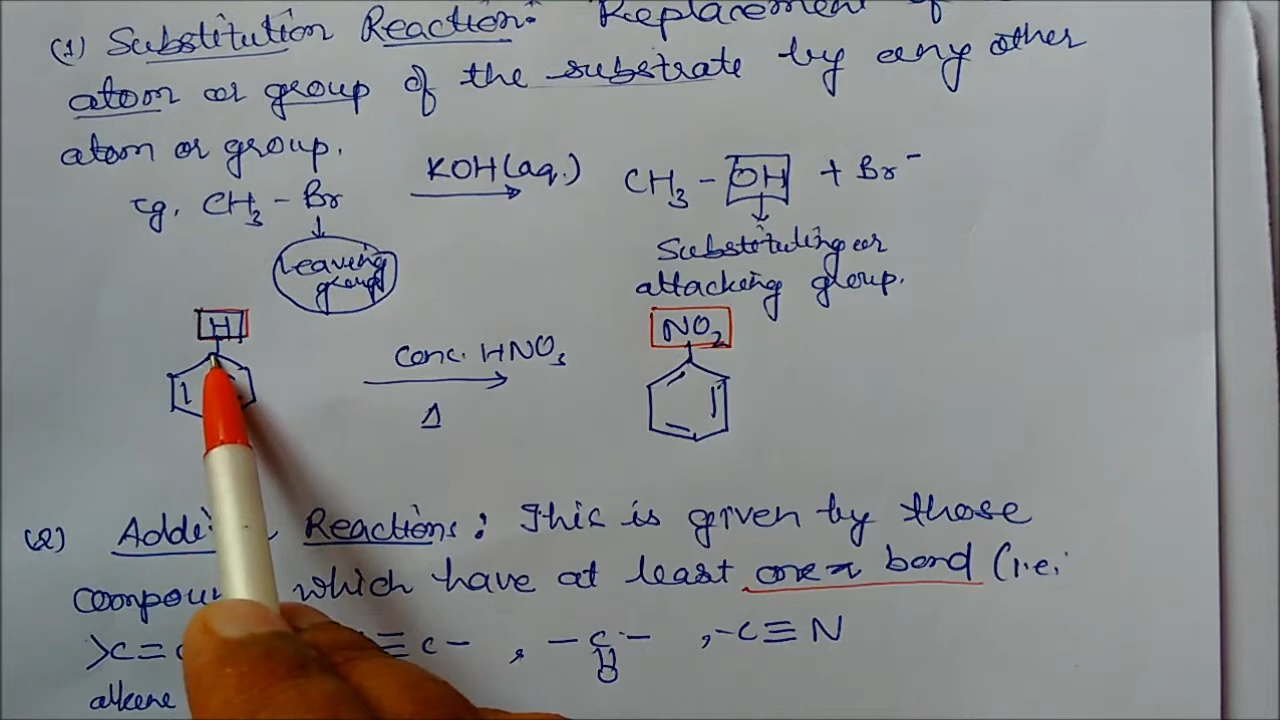 (1) Substitution Reaction: Replacement of
atom or group of the substrate by any other
atom or group.
eg. CH₃ - Br KOH (aq.) CH₃ - OH + Br⁻
leaving group
Substituting or
attacking group.
H Conc. HNO₃ NO₂
Δ
(2) Reactions: This is given by those
which have at least one π bond (i.e.
>C=C ≡C- , -C- , -C≡N
O
alkene